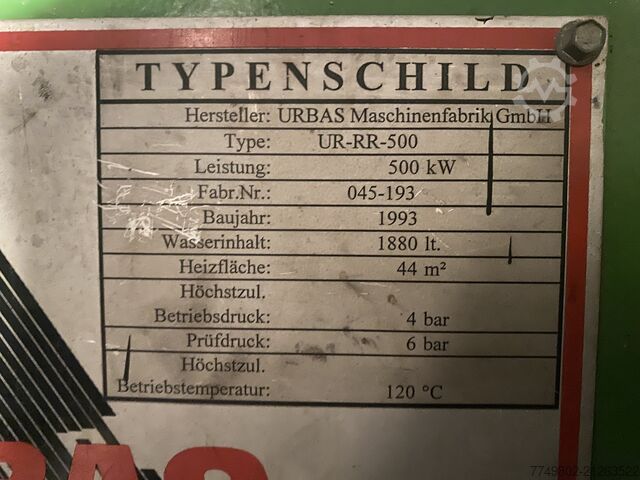 TYPENSCHILD
Hersteller: URBAS Maschinenfabrik GmbH
Type: UR-RR-500
Leistung: 500 kW
Fabr.Nr.: 045-193
Baujahr: 1993
Wasserinhalt: 1880 lt.
Heizfläche: 44 m²
Höchstzul.
Betriebsdruck: 4 bar
Prüfdruck: 6 bar
Höchstzul.
Betriebstemperatur: 120 °C